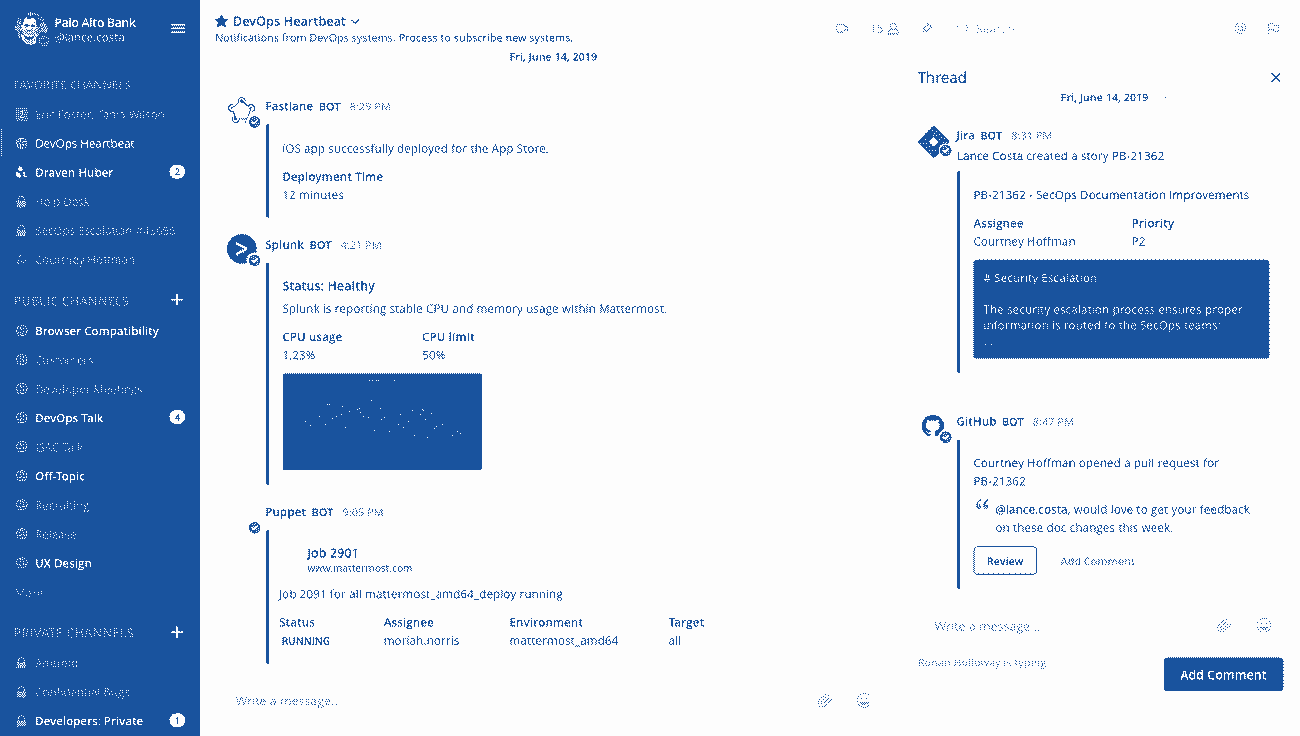 Palo Alto Bank
@lance.costa
FAVORITE CHANNELS
DevOps Heartbeat
Draven Huber 2
Help Desk
SecOps Escalation
Courtney Hoffman
PUBLIC CHANNELS +
Browser Compatibility
Customers
Developer Meetings
DevOps Talk 4
Off-Topic
Recruiting
Release
UX Design
More
PRIVATE CHANNELS +
Android
Confidential Bugs
Developers: Private 1
DevOps Heartbeat
Notifications from DevOps systems. Process to subscribe new systems.
15
Search
Fri, June 14, 2019
Fastlane BOT 8:29 PM
iOS app successfully deployed for the App Store.
Deployment Time
12 minutes
Splunk BOT 4:21 PM
Status: Healthy
Splunk is reporting stable CPU and memory usage within Mattermost.
CPU usage CPU limit
1.23% 50%
Puppet BOT 9:05 PM
Job 2901
www.mattermost.com
Job 2091 for all mattermost_amd64_deploy running
Status Assignee Environment Target
RUNNING moriah.norris mattermost_amd64 all
Write a message...
Thread
Fri, June 14, 2019
Jira BOT 8:31 PM
Lance Costa created a story PB-21362
PB-21362 - SecOps Documentation Improvements
Assignee Priority
Courtney Hoffman P2
# Security Escalation
The security escalation process ensures proper
information is routed to the SecOps teams:
GitHub BOT 8:47 PM
Courtney Hoffman opened a pull request for
PB-21362
“ @lance.costa, would love to get your feedback
on these doc changes this week.
Review Add Comment
Write a message...
Ronan Holloway is typing
Add Comment